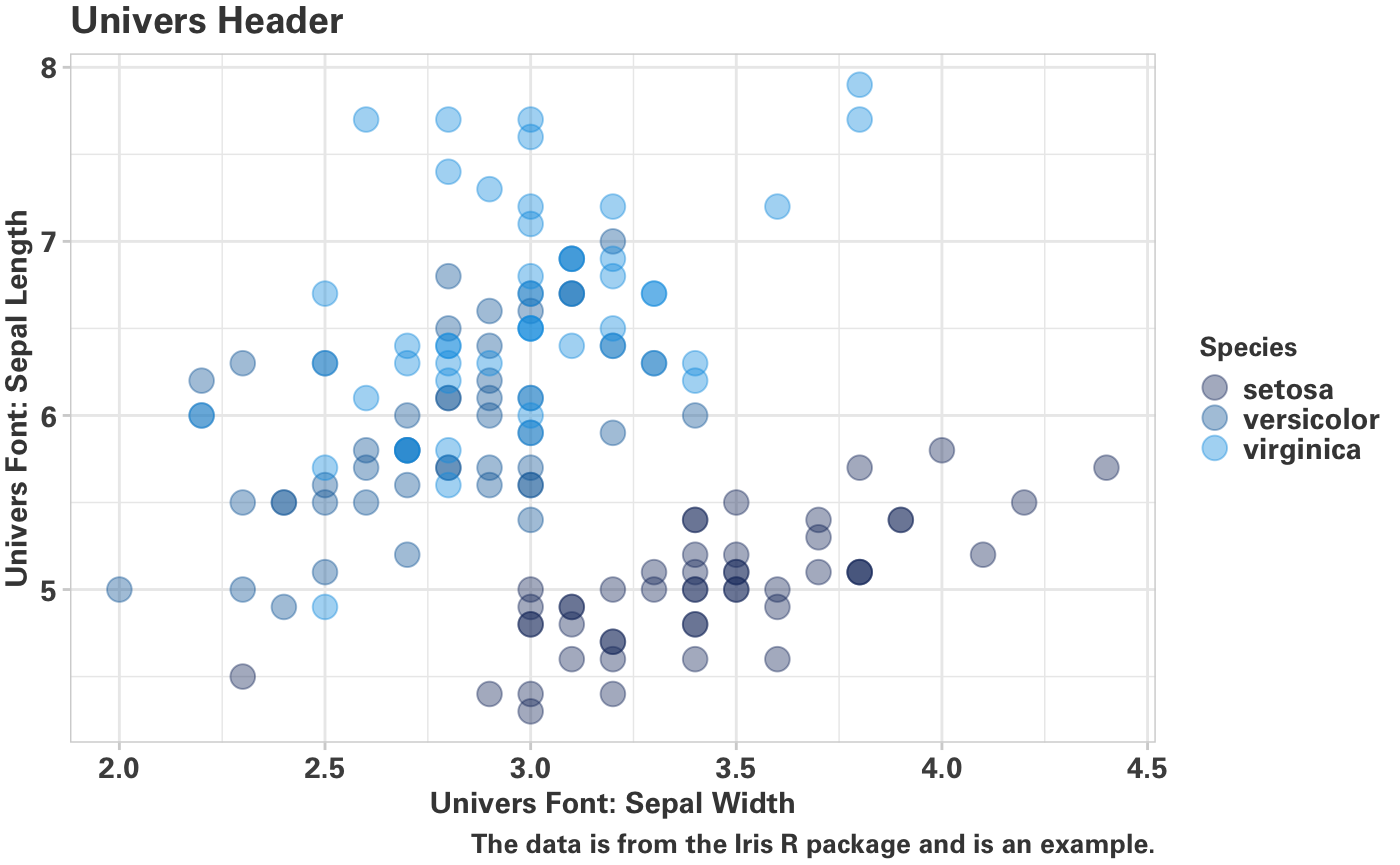 Univers Header
Univers Font: Sepal Length
8
7
6
5
2.0 2.5 3.0 3.5 4.0 4.5
Univers Font: Sepal Width
The data is from the Iris R package and is an example.
Species
setosa
versicolor
virginica